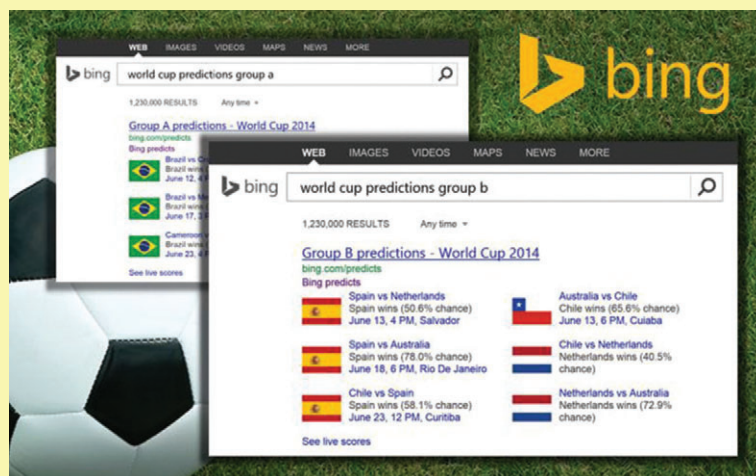 WEB IMAGES VIDEOS MAPS NEWS MORE
bing
world cup predictions group a
1,230,000 RESULTS Any time
Group A predictions - World Cup 2014
bing.com/predicts
Bing predicts
Brazil vs
Brazil wins
June 12, 4
Brazil vs
Brazil wins
June 17, 3
Cameroon
Brazil wins
June 23, 4
See live scores
bing
WEB IMAGES VIDEOS MAPS NEWS MORE
bing
world cup predictions group b
1,230,000 RESULTS Any time
Group B predictions - World Cup 2014
bing.com/predicts
Bing predicts
Spain vs Netherlands
Spain wins (50.6% chance)
June 13, 4 PM, Salvador
Australia vs Chile
Chile wins (65.6% chance)
June 13, 6 PM, Cuiaba
Spain vs Australia
Spain wins (78.0% chance)
June 18, 6 PM, Rio De Janeiro
Chile vs Netherlands
Netherlands wins (40.5%
chance)
Chile vs Spain
Spain wins (58.1% chance)
June 23, 12 PM, Curitiba
Netherlands vs Australia
Netherlands wins (72.9%
chance)
See live scores